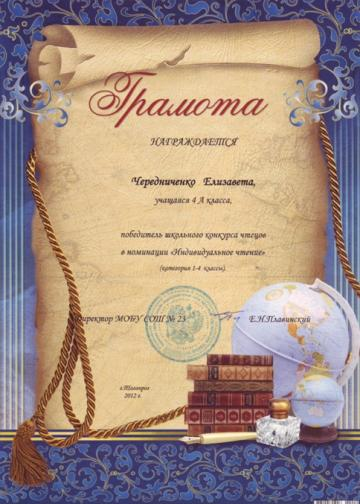 Грамота
НАГРАЖДАЕТСЯ
Чередниченко Елизавета,
учащаяся 4 А класса,
победитель школьного конкурса чтецов
в номинации «Индивидуальное чтение»
(категория 1-4 классы).
Директор МОБУ СОШ № 23 Е.Н.Плавинский
г.Таганрог
2012 г.